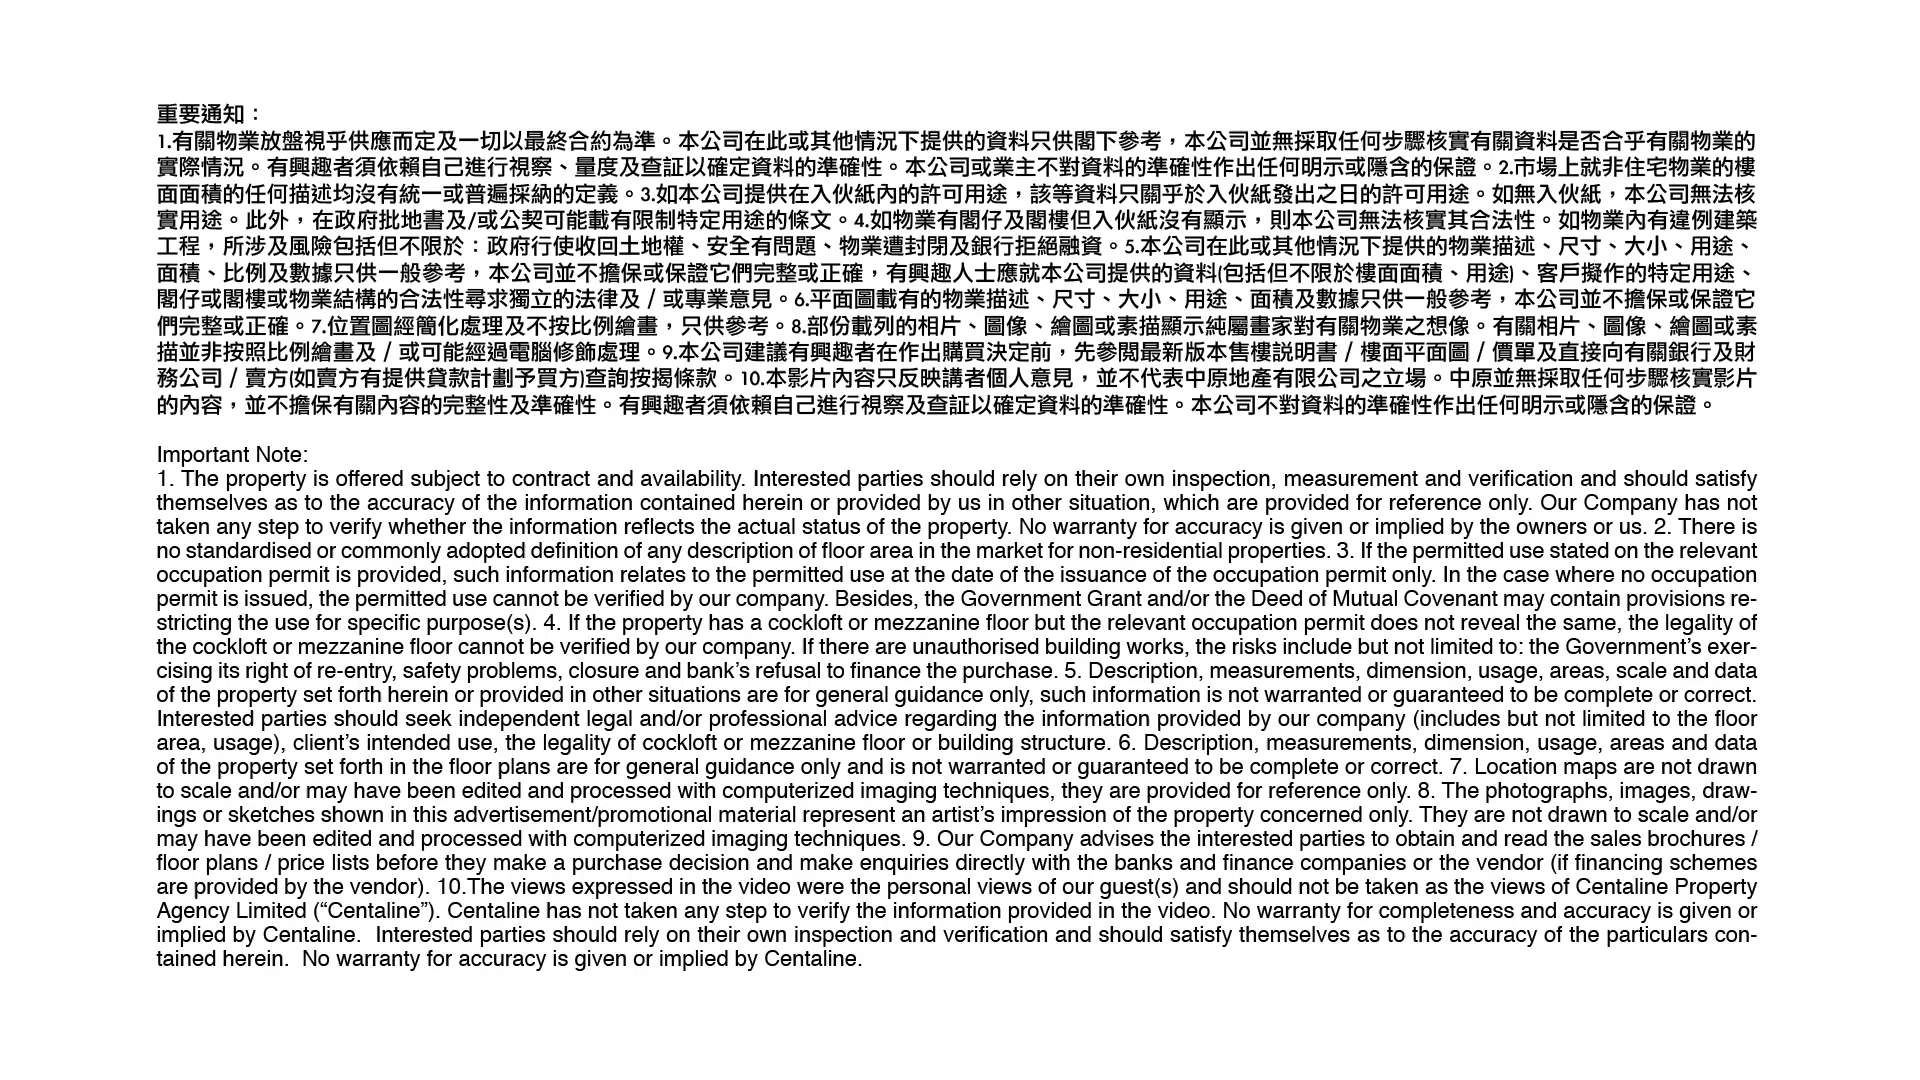 重要通知：
1.有關物業放盤視乎供應而定及一切以最終合約為準。本公司在此或其他情況下提供的資料只供閣下參考，本公司並無採取任何步驟核實有關資料是否合乎有關物業的
實際情況。有興趣者須依賴自己進行視察、量度及查証以確定資料的準確性。本公司或業主不對資料的準確性作出任何明示或隱含的保證。2.市場上就非住宅物業的樓
面面積的任何描述均沒有統一或普遍採納的定義。3.如本公司提供在入伙紙內的許可用途，該等資料只關乎於入伙紙發出之日的許可用途。如無入伙紙，本公司無法核
實用途。此外，在政府批地書及/或公契可能載有限制特定用途的條文。4.如物業有閣仔及閣樓但入伙紙沒有顯示，則本公司無法核實其合法性。如物業內有違例建築
工程，所涉及風險包括但不限於：政府行使收回土地權、安全有問題、物業遭封閉及銀行拒絕融資。5.本公司在此或其他情況下提供的物業描述、尺寸、大小、用途、
面積、比例及數據只供一般參考，本公司並不擔保或保證它們完整或正確，有興趣人士應就本公司提供的資料(包括但不限於樓面面積、用途)、客戶擬作的特定用途、
閣仔或閣樓或物業結構的合法性尋求獨立的法律及 / 或專業意見。6.平面圖載有的物業描述、尺寸、大小、用途、面積及數據只供一般參考，本公司並不擔保或保證它
們完整或正確。7.位置圖經簡化處理及不按比例繪畫，只供參考。8.部份載列的相片、圖像、繪圖或素描顯示純屬畫家對有關物業之想像。有關相片、圖像、繪圖或素
描並非按照比例繪畫及 / 或可能經過電腦修飾處理。9.本公司建議有興趣者在作出購買決定前，先參閱最新版本售樓説明書 / 樓面平面圖 / 價單及直接向有關銀行及財
務公司 / 賣方(如賣方有提供貸款計劃予買方)查詢按揭條款。10.本影片內容只反映講者個人意見，並不代表中原地產有限公司之立場。中原並無採取任何步驟核實影片
的內容，並不擔保有關內容的完整性及準確性。有興趣者須依賴自己進行視察及查証以確定資料的準確性。本公司不對資料的準確性作出任何明示或隱含的保證。
Important Note:
1. The property is offered subject to contract and availability. Interested parties should rely on their own inspection, measurement and verification and should satisfy
themselves as to the accuracy of the information contained herein or provided by us in other situation, which are provided for reference only. Our Company has not
taken any step to verify whether the information reflects the actual status of the property. No warranty for accuracy is given or implied by the owners or us. 2. There is
no standardised or commonly adopted definition of any description of floor area in the market for non-residential properties. 3. If the permitted use stated on the relevant
occupation permit is provided, such information relates to the permitted use at the date of the issuance of the occupation permit only. In the case where no occupation
permit is issued, the permitted use cannot be verified by our company. Besides, the Government Grant and/or the Deed of Mutual Covenant may contain provisions re-
stricting the use for specific purpose(s). 4. If the property has a cockloft or mezzanine floor but the relevant occupation permit does not reveal the same, the legality of
the cockloft or mezzanine floor cannot be verified by our company. If there are unauthorised building works, the risks include but not limited to: the Government’s exer-
cising its right of re-entry, safety problems, closure and bank’s refusal to finance the purchase. 5. Description, measurements, dimension, usage, areas, scale and data
of the property set forth herein or provided in other situations are for general guidance only, such information is not warranted or guaranteed to be complete or correct.
Interested parties should seek independent legal and/or professional advice regarding the information provided by our company (includes but not limited to the floor
area, usage), client’s intended use, the legality of cockloft or mezzanine floor or building structure. 6. Description, measurements, dimension, usage, areas and data
of the property set forth in the floor plans are for general guidance only and is not warranted or guaranteed to be complete or correct. 7. Location maps are not drawn
to scale and/or may have been edited and processed with computerized imaging techniques, they are provided for reference only. 8. The photographs, images, draw-
ings or sketches shown in this advertisement/promotional material represent an artist’s impression of the property concerned only. They are not drawn to scale and/or
may have been edited and processed with computerized imaging techniques. 9. Our Company advises the interested parties to obtain and read the sales brochures /
floor plans / price lists before they make a purchase decision and make enquiries directly with the banks and finance companies or the vendor (if financing schemes
are provided by the vendor). 10.The views expressed in the video were the personal views of our guest(s) and should not be taken as the views of Centaline Property
Agency Limited (“Centaline”). Centaline has not taken any step to verify the information provided in the video. No warranty for completeness and accuracy is given or
implied by Centaline.  Interested parties should rely on their own inspection and verification and should satisfy themselves as to the accuracy of the particulars con-
tained herein.  No warranty for accuracy is given or implied by Centaline.